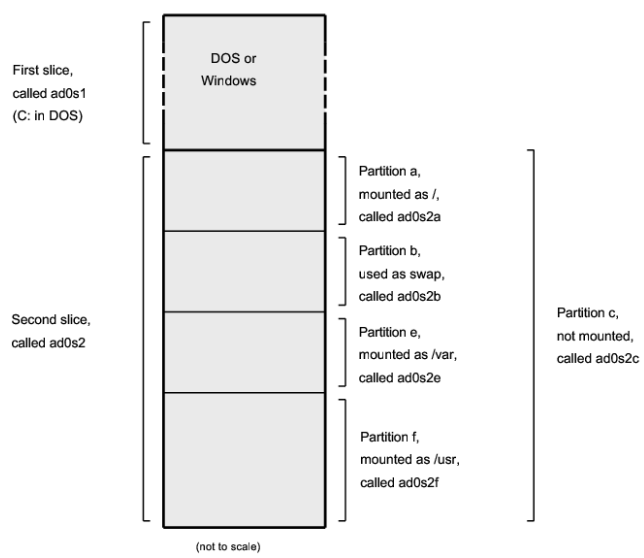 DOS or
Windows
First slice,
called ad0s1
(C: in DOS)
Partition a,
mounted as /,
called ad0s2a
Partition b,
used as swap,
called ad0s2b
Second slice,
called ad0s2
Partition e,
mounted as /var,
called ad0s2e
Partition c,
not mounted,
called ad0s2c
Partition f,
mounted as /usr,
called ad0s2f
(not to scale)